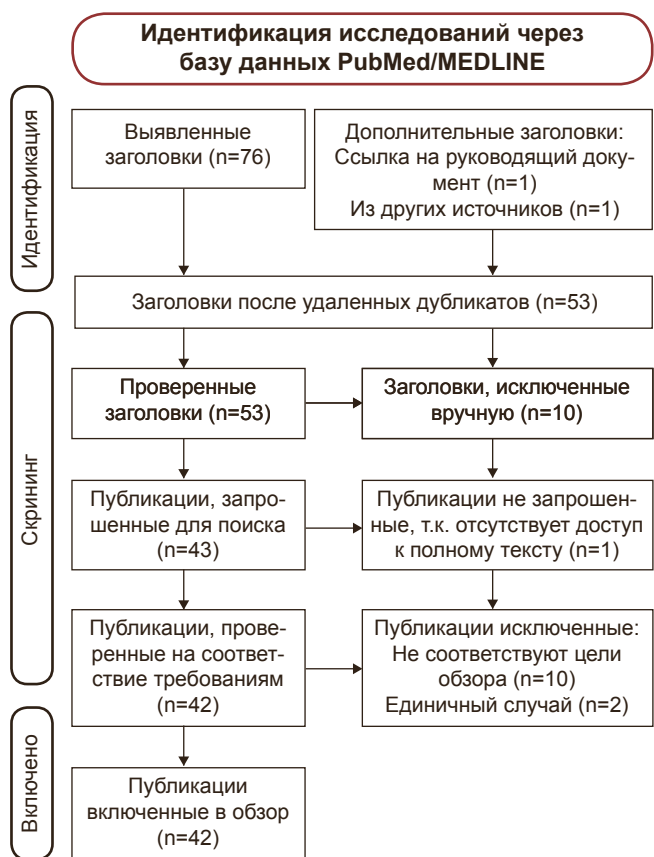 Идентификация исследований через
базу данных PubMed/MEDLINE
Идентификация
Выявленные
заголовки (n=76)
Дополнительные заголовки:
Ссылка на руководящий доку-
мент (n=1)
Из других источников (n=1)
Заголовки после удаленных дубликатов (n=53)
Скрининг
Проверенные
заголовки (n=53)
Заголовки, исключенные
вручную (n=10)
Публикации, запро-
шенные для поиска
(n=43)
Публикации не запрошен-
ные, т.к. отсутствует доступ
к полному тексту (n=1)
Публикации, прове-
ренные на соответ-
ствие требованиям
(n=42)
Публикации исключенные:
Не соответствуют цели
обзора (n=10)
Единичный случай (n=2)
Включено
Публикации
включенные в обзор
(n=42)